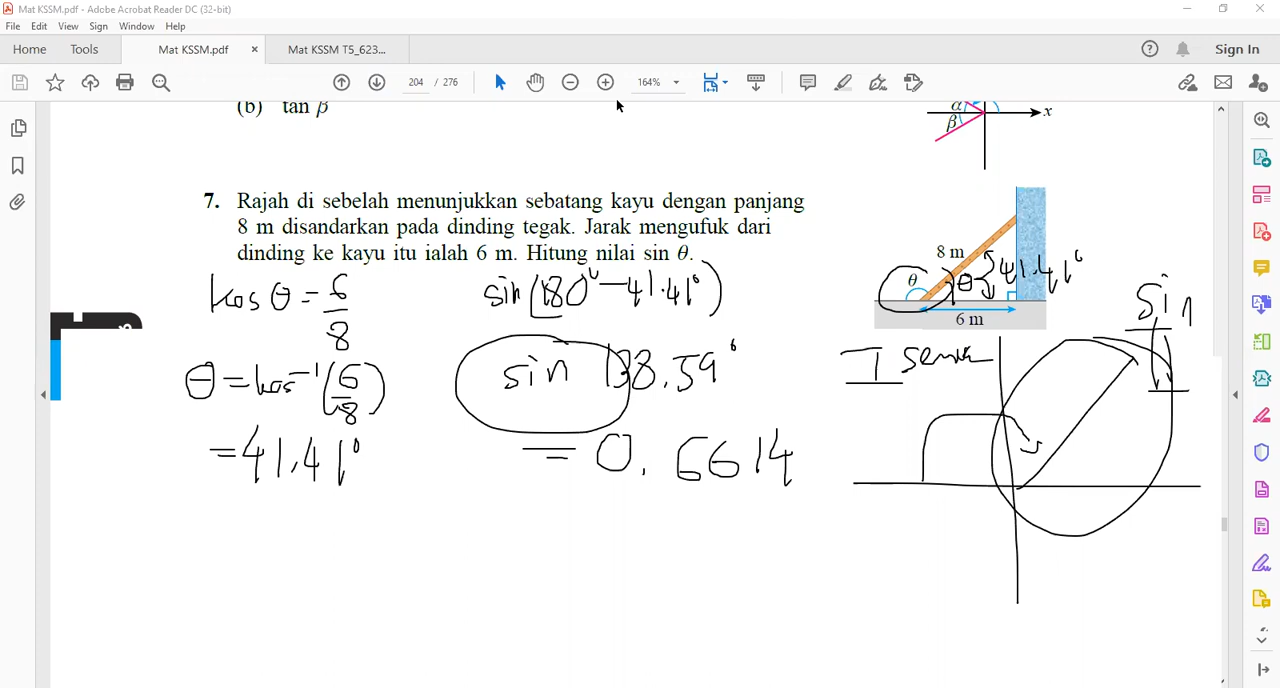 Mat KSSM.pdf - Adobe Acrobat Reader DC (32-bit)
File Edit View Sign Window Help
Home Tools Mat KSSM.pdf × Mat KSSM T5_623... Sign In
204 / 276 164%
(b) tan β
α
β
x
7. Rajah di sebelah menunjukkan sebatang kayu dengan panjang
8 m disandarkan pada dinding tegak. Jarak mengufuk dari
dinding ke kayu itu ialah 6 m. Hitung nilai sin θ.
8 m
θ
θ
41.41°
6 m
kos θ = 6/8
θ = kos⁻¹(6/8)
= 41.41°
sin(180° - 41.41°)
sin 138.59°
= 0.6614
sin